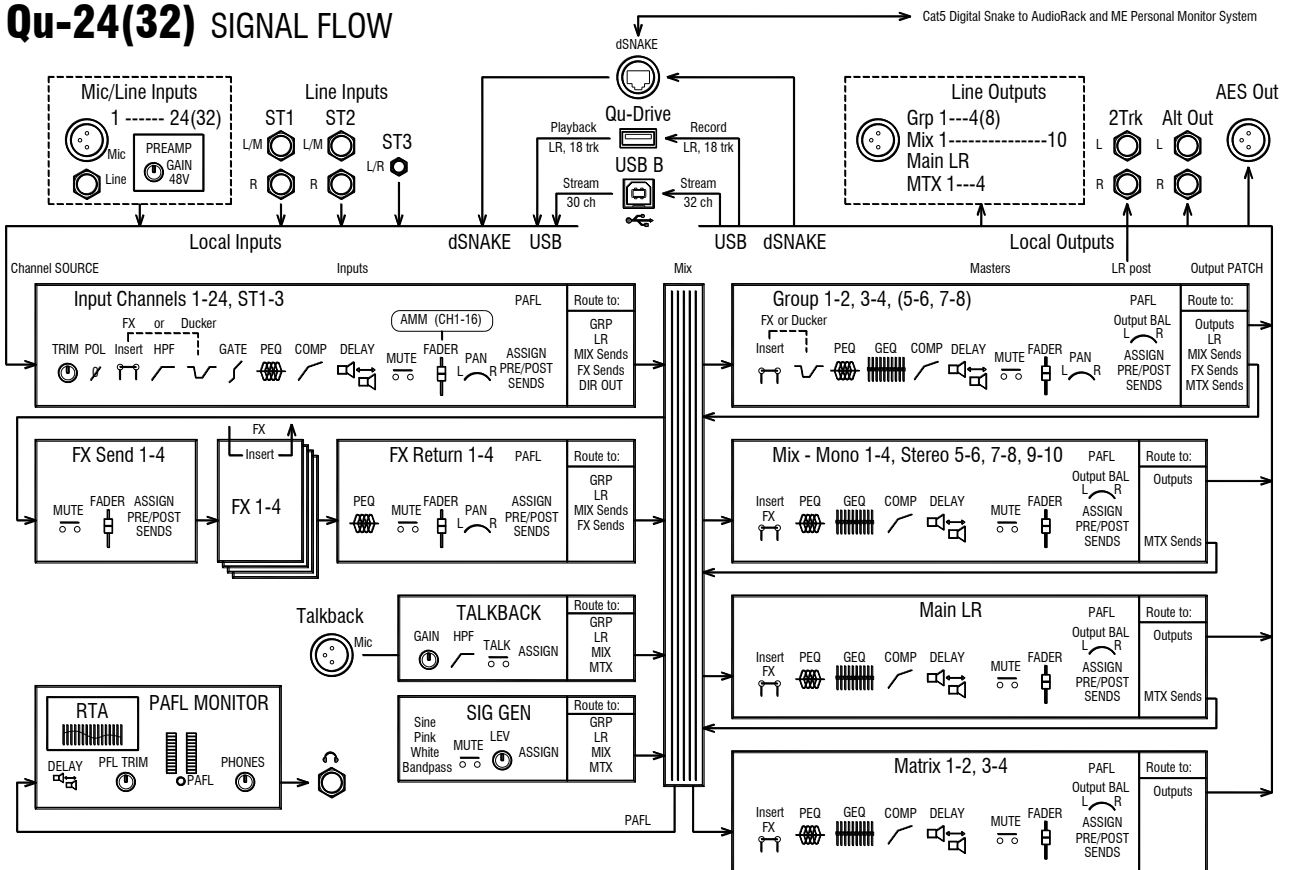 Qu-24(32) SIGNAL FLOW
Cat5 Digital Snake to AudioRack and ME Personal Monitor System
dSNAKE
Mic/Line Inputs
1 ------ 24(32)
Mic
Line
PREAMP
GAIN
48V
Line Inputs
ST1
ST2
ST3
L/M
L/M
L/R
R
R
Qu-Drive
Playback
LR, 18 trk
Record
LR, 18 trk
USB B
Stream
30 ch
Stream
32 ch
Line Outputs
Grp 1---4(8)
Mix 1-------------10
Main LR
MTX 1---4
2Trk
Alt Out
L
L
R
R
AES Out
Local Inputs
dSNAKE
USB
USB
dSNAKE
Local Outputs
Channel SOURCE
Inputs
Mix
Masters
LR post
Output PATCH
Input Channels 1-24, ST1-3
PAFL
Route to:
FX or Ducker
AMM (CH1-16)
TRIM POL Insert HPF GATE PEQ COMP DELAY MUTE FADER PAN
L R
ASSIGN
PRE/POST
SENDS
GRP
LR
MIX Sends
FX Sends
DIR OUT
Group 1-2, 3-4, (5-6, 7-8)
PAFL
Route to:
FX or Ducker
Output BAL
L R
Insert PEQ GEQ COMP DELAY MUTE FADER PAN
L R
ASSIGN
PRE/POST
SENDS
Outputs
LR
MIX Sends
FX Sends
MTX Sends
FX Send 1-4
MUTE FADER
ASSIGN
PRE/POST
SENDS
FX
Insert
FX 1-4
FX Return 1-4
PAFL
Route to:
PEQ MUTE FADER PAN
L R
ASSIGN
PRE/POST
SENDS
GRP
LR
MIX Sends
FX Sends
Mix - Mono 1-4, Stereo 5-6, 7-8, 9-10
PAFL
Route to:
Output BAL
L R
Insert
FX
PEQ GEQ COMP DELAY MUTE FADER
ASSIGN
PRE/POST
SENDS
Outputs
MTX Sends
Talkback
Mic
TALKBACK
Route to:
GAIN HPF TALK ASSIGN
GRP
LR
MIX
MTX
Main LR
PAFL
Route to:
Output BAL
L R
Insert
FX
PEQ GEQ COMP DELAY MUTE FADER
ASSIGN
PRE/POST
SENDS
Outputs
MTX Sends
PAFL MONITOR
RTA
DELAY
PFL TRIM
PAFL
PHONES
SIG GEN
Route to:
Sine
Pink
White
Bandpass
MUTE LEV ASSIGN
GRP
LR
MIX
MTX
PAFL
Matrix 1-2, 3-4
PAFL
Route to:
Output BAL
L R
Insert
FX
PEQ GEQ COMP DELAY MUTE FADER
ASSIGN
PRE/POST
SENDS
Outputs